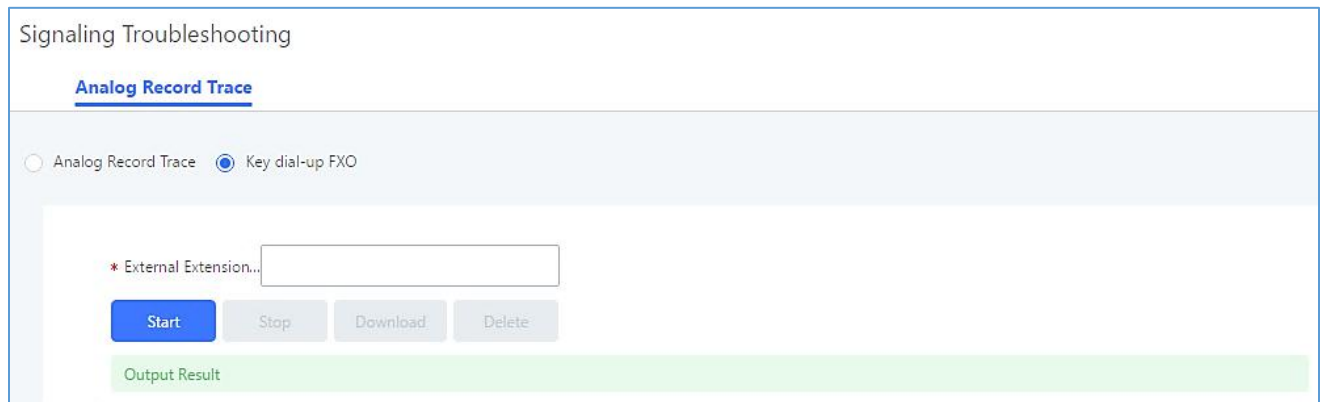 Signaling Troubleshooting
Analog Record Trace
Analog Record Trace Key dial-up FXO
* External Extension...
Start Stop Download Delete
Output Result